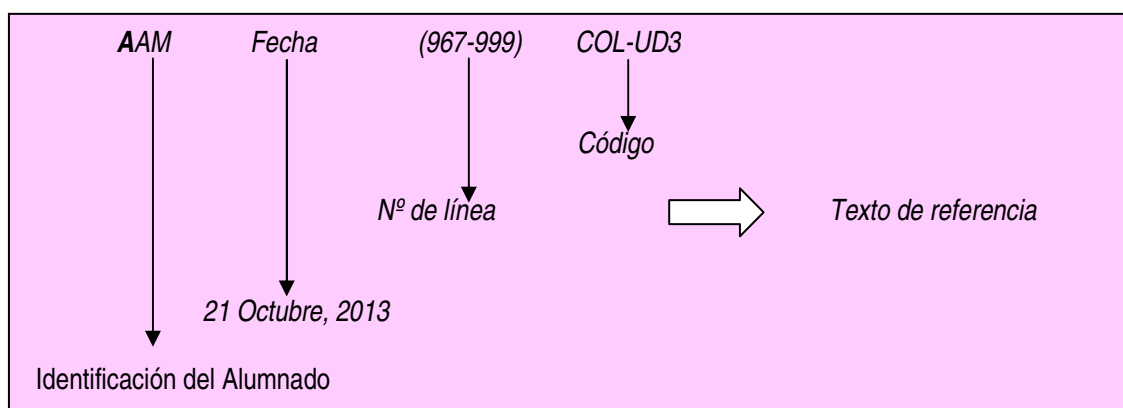 AAM Fecha (967-999) COL-UD3
Código
Nº de línea Texto de referencia
21 Octubre, 2013
Identificación del Alumnado